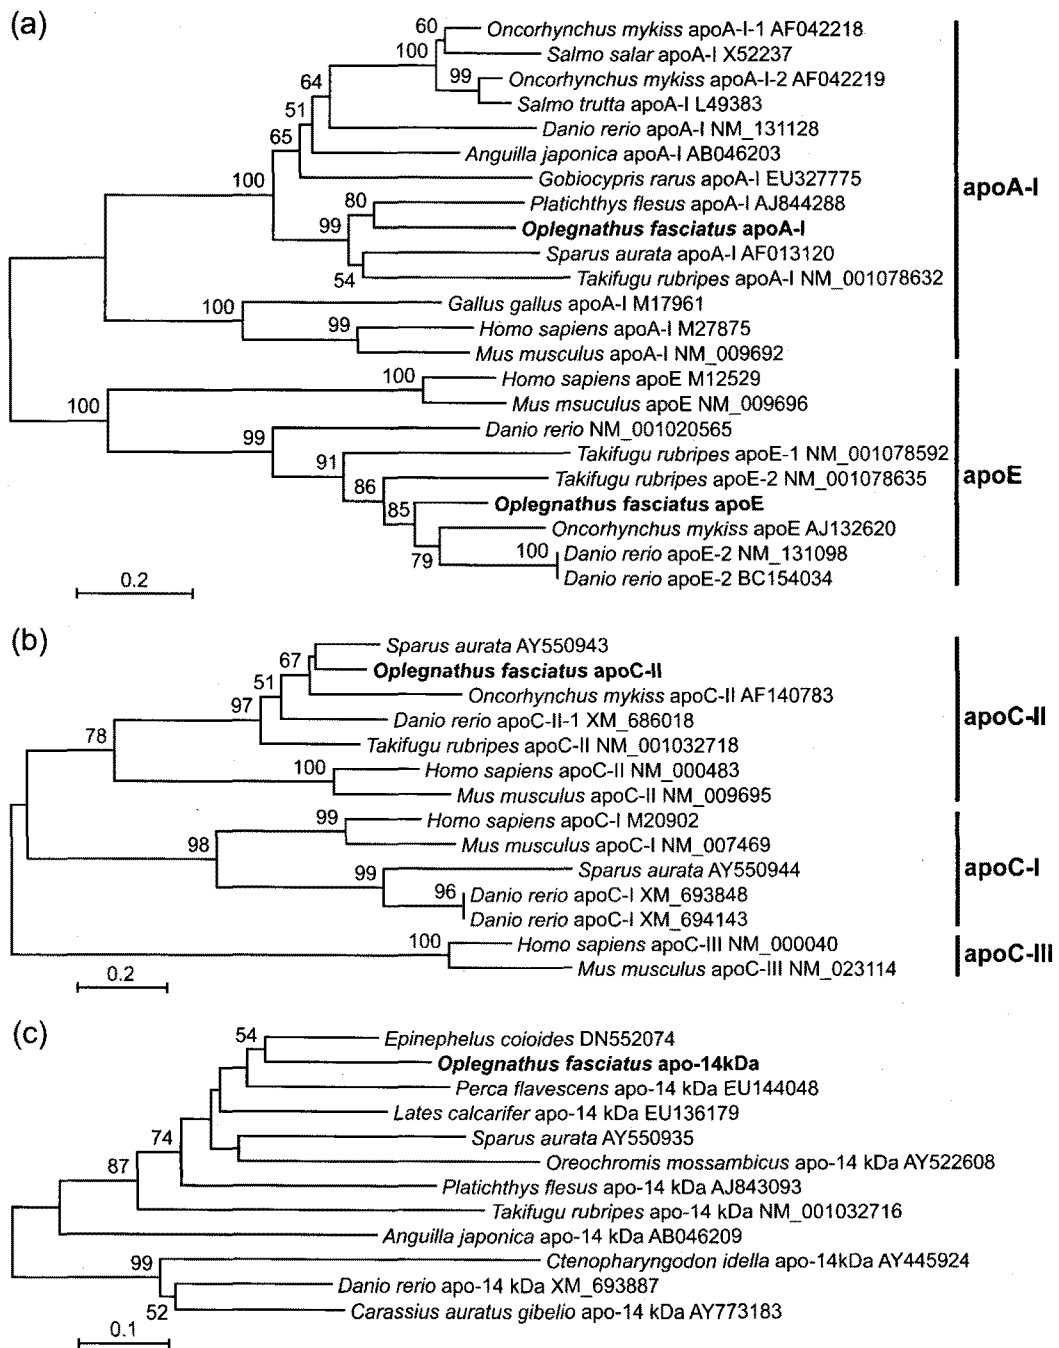 (a)
60
Oncorhynchus mykiss apoA-I-1 AF042218
100
Salmo salar apoA-I X52237
99
Oncorhynchus mykiss apoA-I-2 AF042219
64
Salmo trutta apoA-I L49383
51
Danio rerio apoA-I NM_131128
65
Anguilla japonica apoA-I AB046203
100
Gobiocypris rarus apoA-I EU327775
apoA-I
80
Platichthys flesus apoA-I AJ844288
99
Oplegnathus fasciatus apoA-I
Sparus aurata apoA-I AF013120
54
Takifugu rubripes apoA-I NM_001078632
100
Gallus gallus apoA-I M17961
99
Homo sapiens apoA-I M27875
Mus musculus apoA-I NM_009692
100
Homo sapiens apoE M12529
100
Mus msuculus apoE NM_009696
99
Danio rerio NM_001020565
91
Takifugu rubripes apoE-1 NM_001078592
apoE
86
Takifugu rubripes apoE-2 NM_001078635
85
Oplegnathus fasciatus apoE
Oncorhynchus mykiss apoE AJ132620
79
100
Danio rerio apoE-2 NM_131098
Danio rerio apoE-2 BC154034
0.2
(b)
Sparus aurata AY550943
67
Oplegnathus fasciatus apoC-II
51
Oncorhynchus mykiss apoC-II AF140783
97
Danio rerio apoC-II-1 XM_686018
apoC-II
78
Takifugu rubripes apoC-II NM_001032718
100
Homo sapiens apoC-II NM_000483
Mus musculus apoC-II NM_009695
99
Homo sapiens apoC-I M20902
98
Mus musculus apoC-I NM_007469
99
Sparus aurata AY550944
apoC-I
96
Danio rerio apoC-I XM_693848
Danio rerio apoC-I XM_694143
100
Homo sapiens apoC-III NM_000040
apoC-III
Mus musculus apoC-III NM_023114
0.2
(c)
54
Epinephelus coioides DN552074
Oplegnathus fasciatus apo-14kDa
Perca flavescens apo-14 kDa EU144048
Lates calcarifer apo-14 kDa EU136179
74
Sparus aurata AY550935
87
Oreochromis mossambicus apo-14 kDa AY522608
Platichthys flesus apo-14 kDa AJ843093
Takifugu rubripes apo-14 kDa NM_001032716
Anguilla japonica apo-14 kDa AB046209
99
Ctenopharyngodon idella apo-14kDa AY445924
Danio rerio apo-14 kDa XM_693887
52
Carassius auratus gibelio apo-14 kDa AY773183
0.1